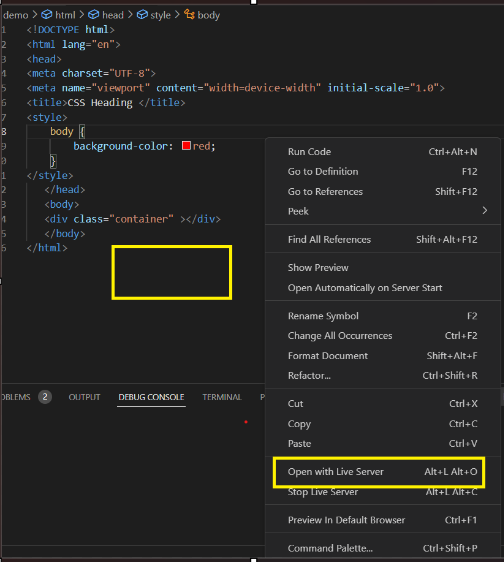 demo > html > head > style > body
1 <!DOCTYPE html>
2 <html lang="en">
3 <head>
4 <meta charset="UTF-8">
5 <meta name="viewport" content="width=device-width" initial-scale="1.0">
6 <title>CSS Heading </title>
7 <style>
8 body {
9 background-color: red;
0 }
1 </style>
2 </head>
3 <body>
4 <div class="container" ></div>
5 </body>
6 </html>
Run Code Ctrl+Alt+N
Go to Definition F12
Go to References Shift+F12
Peek >
Find All References Shift+Alt+F12
Show Preview
Open Automatically on Server Start
Rename Symbol F2
Change All Occurrences Ctrl+F2
Format Document Shift+Alt+F
Refactor... Ctrl+Shift+R
Cut Ctrl+X
Copy Ctrl+C
Paste Ctrl+V
Open with Live Server Alt+L Alt+O
Stop Live Server Alt+L Alt+C
Preview In Default Browser Ctrl+F1
Command Palette... Ctrl+Shift+P
OBLEMS 2 OUTPUT DEBUG CONSOLE TERMINAL P